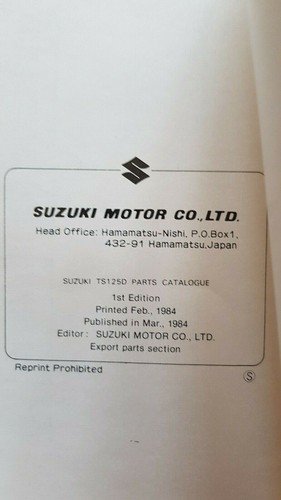 SUZUKI MOTOR CO.,LTD.
Head Office: Hamamatsu-Nishi, P.O.Box1,
432-91 Hamamatsu,Japan
SUZUKI TS125D PARTS CATALOGUE
1st Edition
Printed Feb., 1984
Published in Mar., 1984
Editor: SUZUKI MOTOR CO., LTD.
Export parts section
Reprint Prohibited
Ⓢ